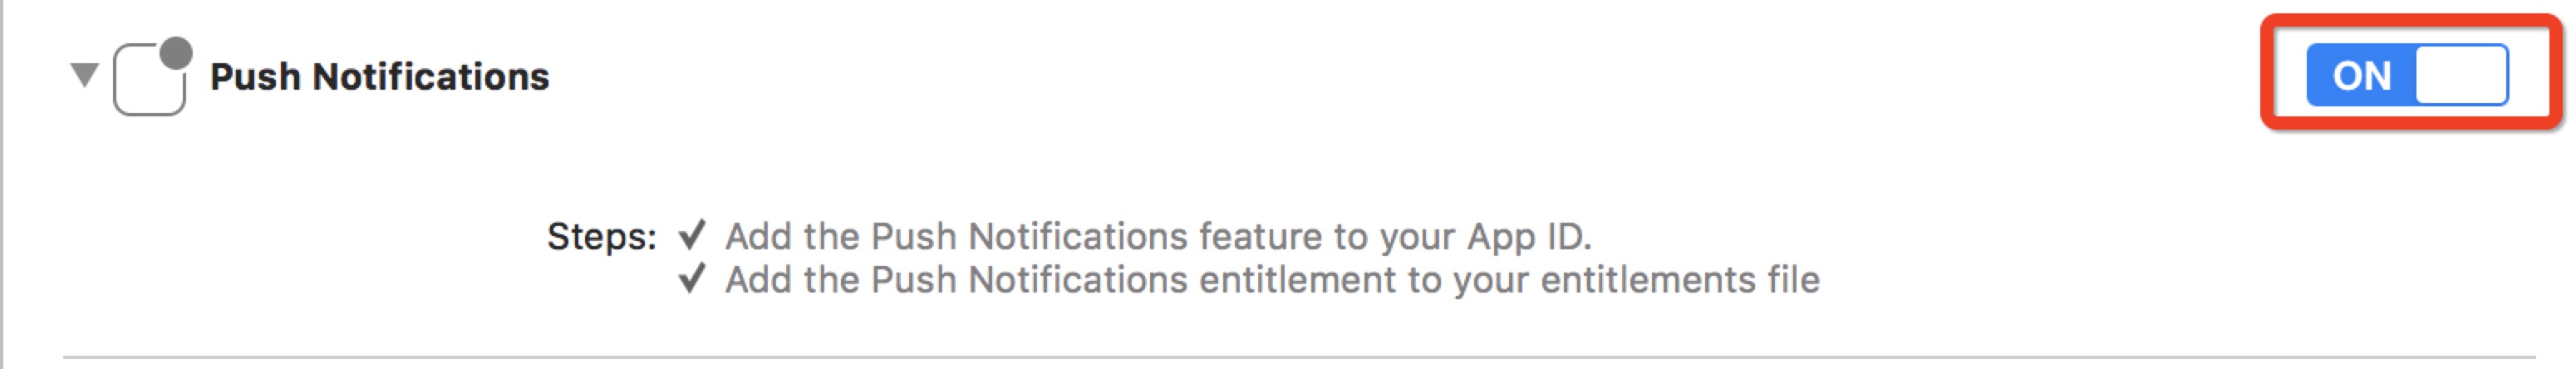 Push Notifications
ON
Steps: ✓ Add the Push Notifications feature to your App ID.
✓ Add the Push Notifications entitlement to your entitlements file